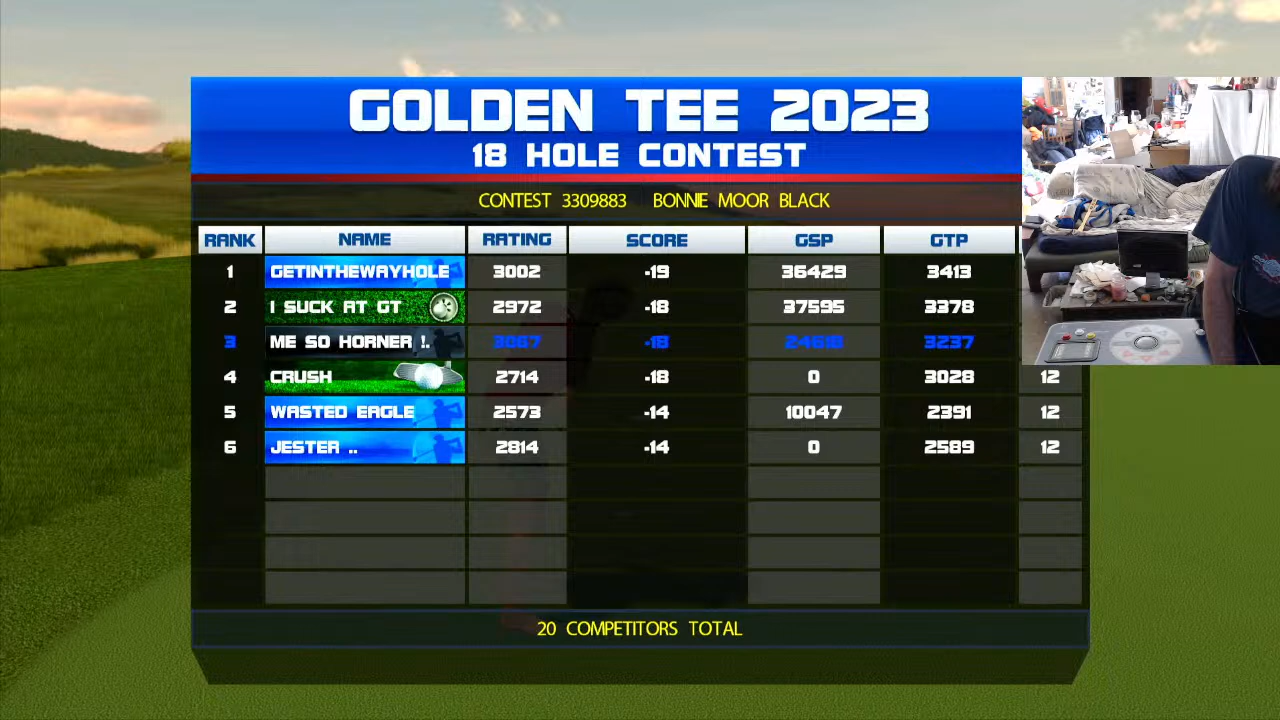 GOLDEN TEE 2023
18 HOLE CONTEST
CONTEST 3309883 BONNIE MOOR BLACK
RANK NAME RATING SCORE GSP GTP
1 GETINTHEWAYHOLE 3002 -19 36429 3413
2 I SUCK AT GT 2972 -18 37595 3378
3 ME SO HORNER !. 3067 -18 24618 3237
4 CRUSH 2714 -18 0 3028 12
5 WASTED EAGLE 2573 -14 10047 2391 12
6 JESTER .. 2814 -14 0 2589 12
20 COMPETITORS TOTAL